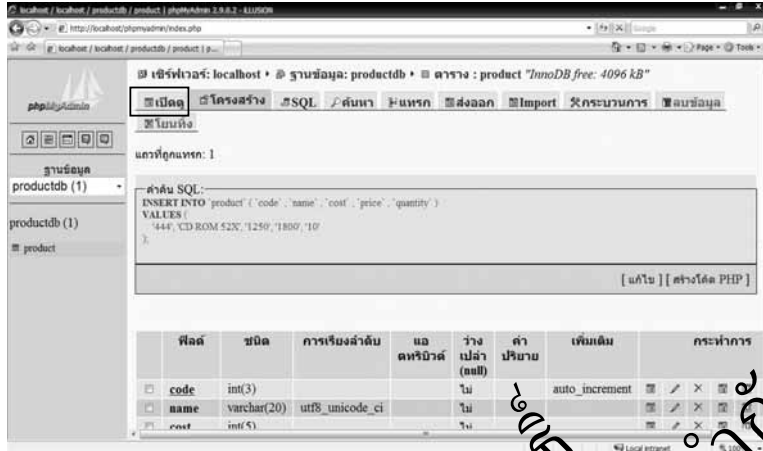 localhost / localhost / productdb / product | phpMyAdmin 2.9.0.2 - ILLUSION
http://localhost/phpmyadmin/index.php
localhost / localhost / productdb / product | p...
Page
Tools
phpMyAdmin
ฐานข้อมูล
productdb (1)
productdb (1)
product
เซิร์ฟเวอร์: localhost ฐานข้อมูล: productdb ตาราง : product "InnoDB free: 4096 kB"
เปิดดู โครงสร้าง SQL ค้นหา แทรก ส่งออก Import กระบวนการ ลบข้อมูล
โยนทิ้ง
แถวที่ถูกแทรก: 1
คำค้น SQL:
INSERT INTO `product` ( `code` , `name` , `cost` , `price` , `quantity` )
VALUES (
'444', 'CD ROM 52X', '1250', '1800', '10'
);
[ แก้ไข ] [ สร้างโค้ด PHP ]
ฟิลด์ ชนิด การเรียงลำดับ แอตทริบิวต์ ว่างเปล่า (null) ค่าปริยาย เพิ่มเติม กระทำการ
code int(3) ไม่ auto_increment
name varchar(20) utf8_unicode_ci ไม่
cost int(5) ไม่
Local intranet